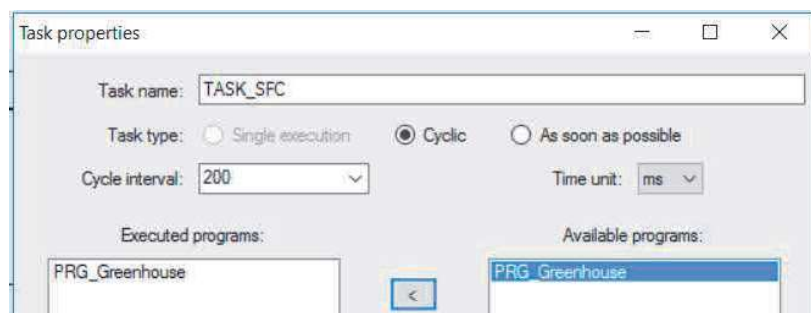 Task properties
Task name: TASK_SFC
Task type: Single execution Cyclic As soon as possible
Cycle interval: 200 Time unit: ms
Executed programs: Available programs:
PRG_Greenhouse PRG_Greenhouse
<